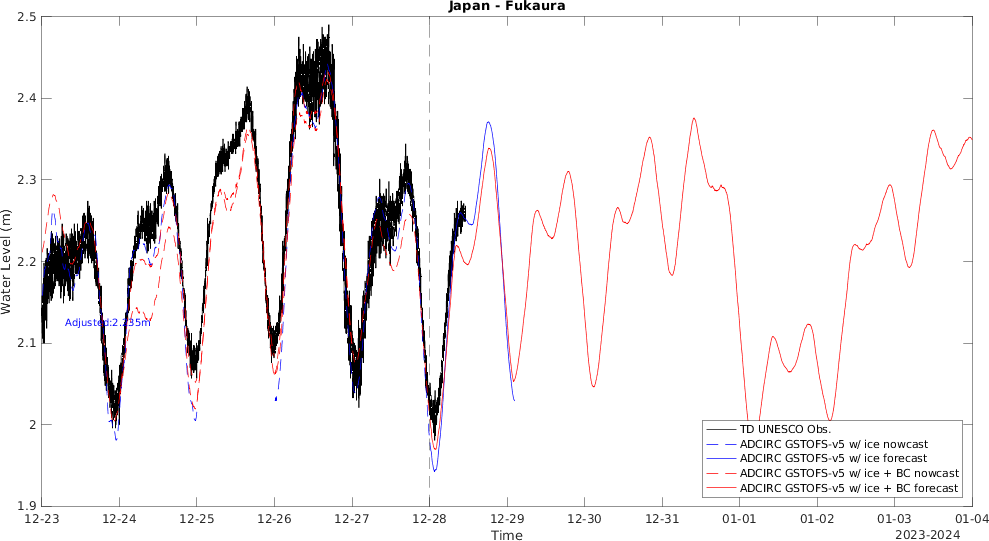 Japan - Fukaura
2.5
2.4
2.3
2.2
2.1
2
1.9
Water Level (m)
Adjusted:2.235m
TD UNESCO Obs.
ADCIRC GSTOFS-v5 w/ ice nowcast
ADCIRC GSTOFS-v5 w/ ice forecast
ADCIRC GSTOFS-v5 w/ ice + BC nowcast
ADCIRC GSTOFS-v5 w/ ice + BC forecast
12-23 12-24 12-25 12-26 12-27 12-28 12-29 12-30 12-31 01-01 01-02 01-03 01-04
Time
2023-2024